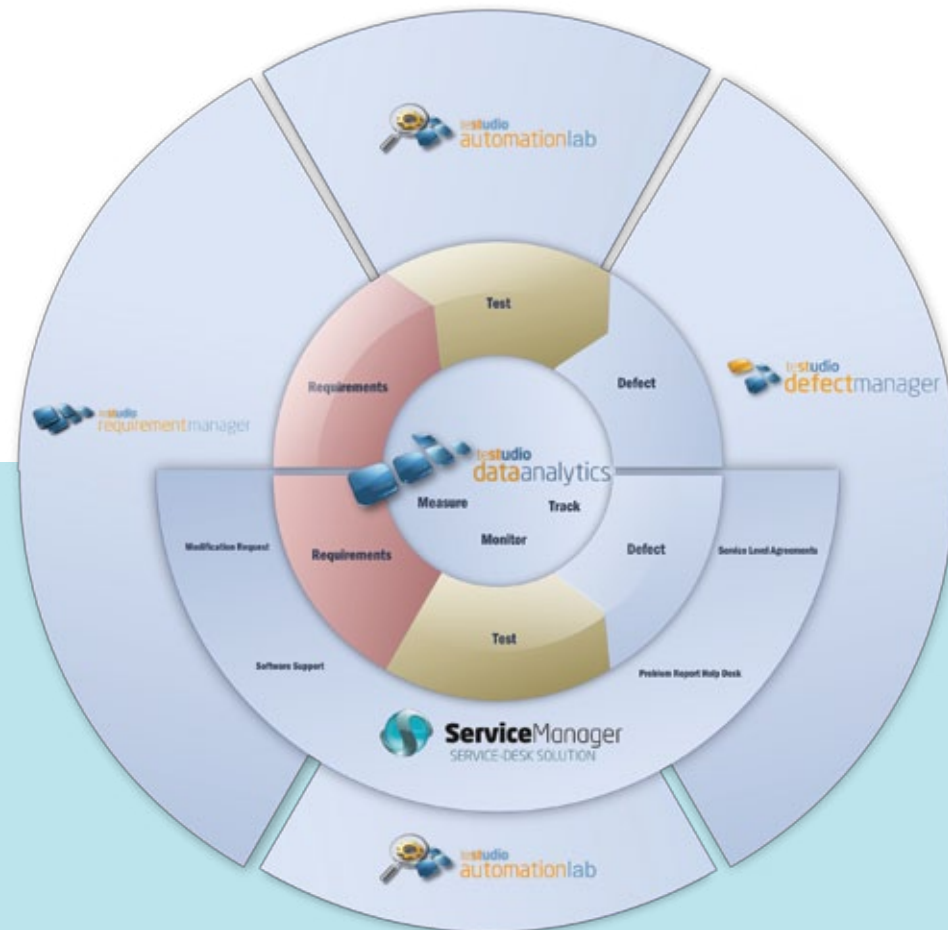 testudio
automationlab
Test
Requirements
Defect
testudio
defectmanager
testudio
requirementmanager
testudio
dataanalytics
Measure
Track
Monitor
Modification Request
Requirements
Defect
Service Level Agreements
Test
Software Support
Problem Report Help Desk
ServiceManager
SERVICE-DESK SOLUTION
testudio
automationlab